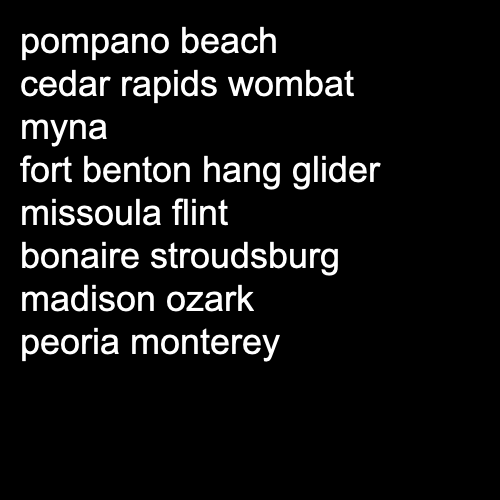 pompano beach
cedar rapids wombat
myna
fort benton hang glider
missoula flint
bonaire stroudsburg
madison ozark
peoria monterey